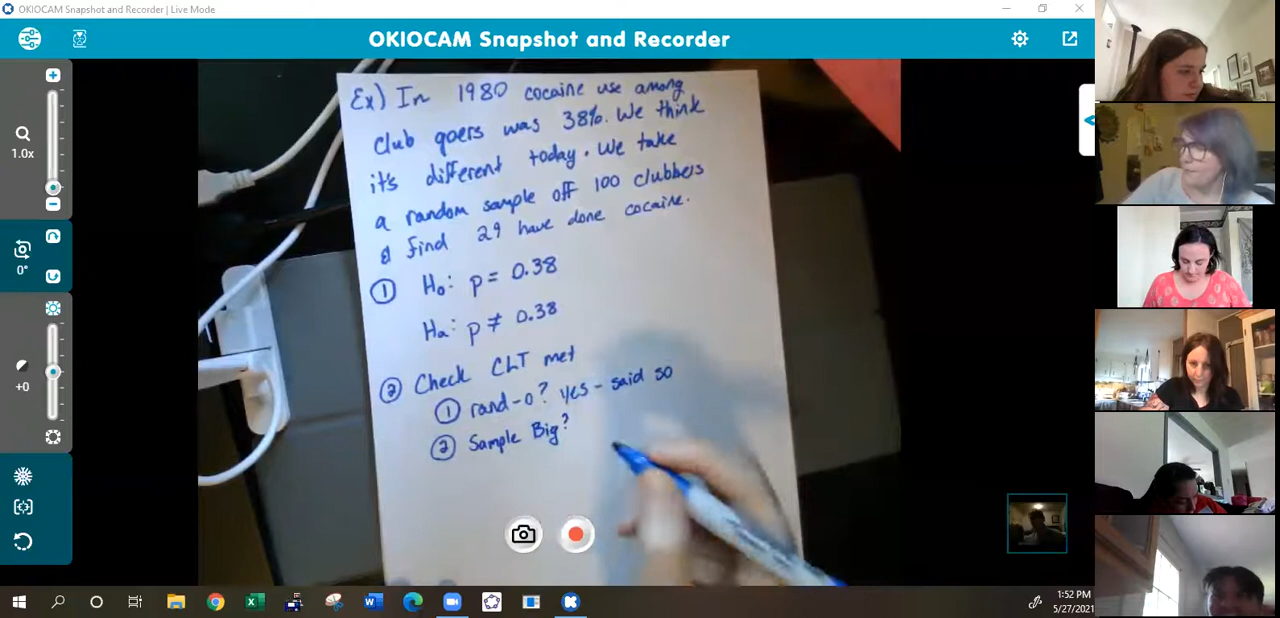 OKIOCAM Snapshot and Recorder | Live Mode
OKIOCAM Snapshot and Recorder
1.0x
0°
+0
Ex) In 1980 cocaine use among
club goers was 38%. We think
it's different today. We take
a random sample off 100 clubbers
& find 29 have done cocaine.
① H₀: p = 0.38
Hₐ: p ≠ 0.38
② Check CLT met
① rand-o? Yes - said so
② Sample Big?
1:52 PM
5/27/2021